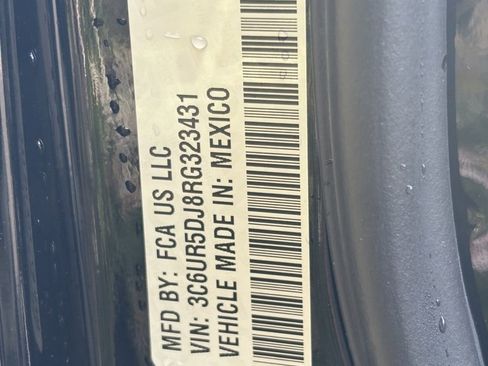 MFD BY: FCA US LLC
VIN: 3C6UR5DJ8RG323431
VEHICLE MADE IN: MEXICO